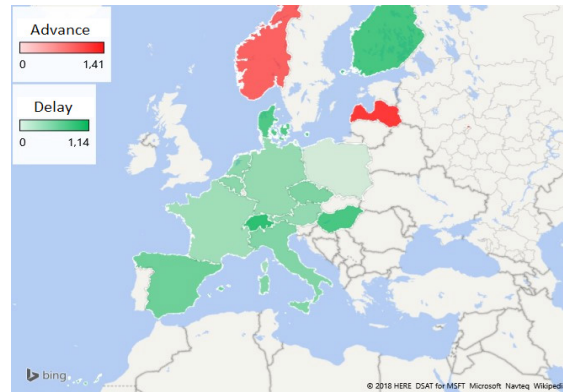 Advance
0 1,41
Delay
0 1,14
bing
© 2018 HERE DSAT for MSFT Microsoft Navteq Wikipedi